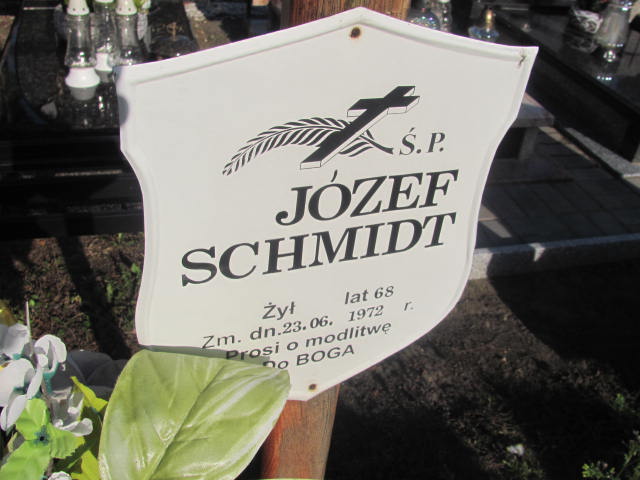 Ś.P.
JÓZEF
SCHMIDT
Żył lat 68
Zm. dn. 23.06. 1972 r.
Prosi o modlitwę
Do BOGA